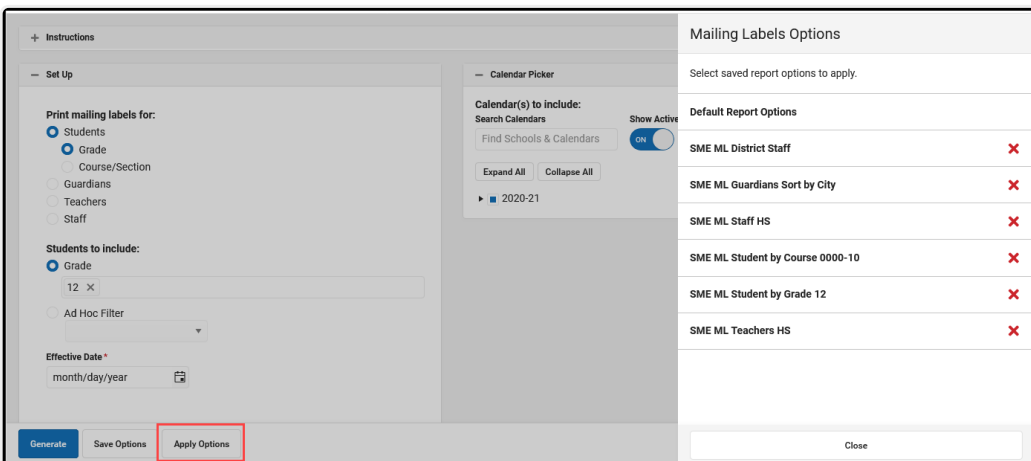 Instructions
Set Up
Print mailing labels for:
Students
Grade
Course/Section
Guardians
Teachers
Staff
Students to include:
Grade
12
Ad Hoc Filter
Effective Date*
month/day/year
Generate
Save Options
Apply Options
Calendar Picker
Calendar(s) to include:
Search Calendars
Show Active
Find Schools & Calendars
ON
Expand All
Collapse All
2020-21
Mailing Labels Options
Select saved report options to apply.
Default Report Options
SME ML District Staff
SME ML Guardians Sort by City
SME ML Staff HS
SME ML Student by Course 0000-10
SME ML Student by Grade 12
SME ML Teachers HS
Close